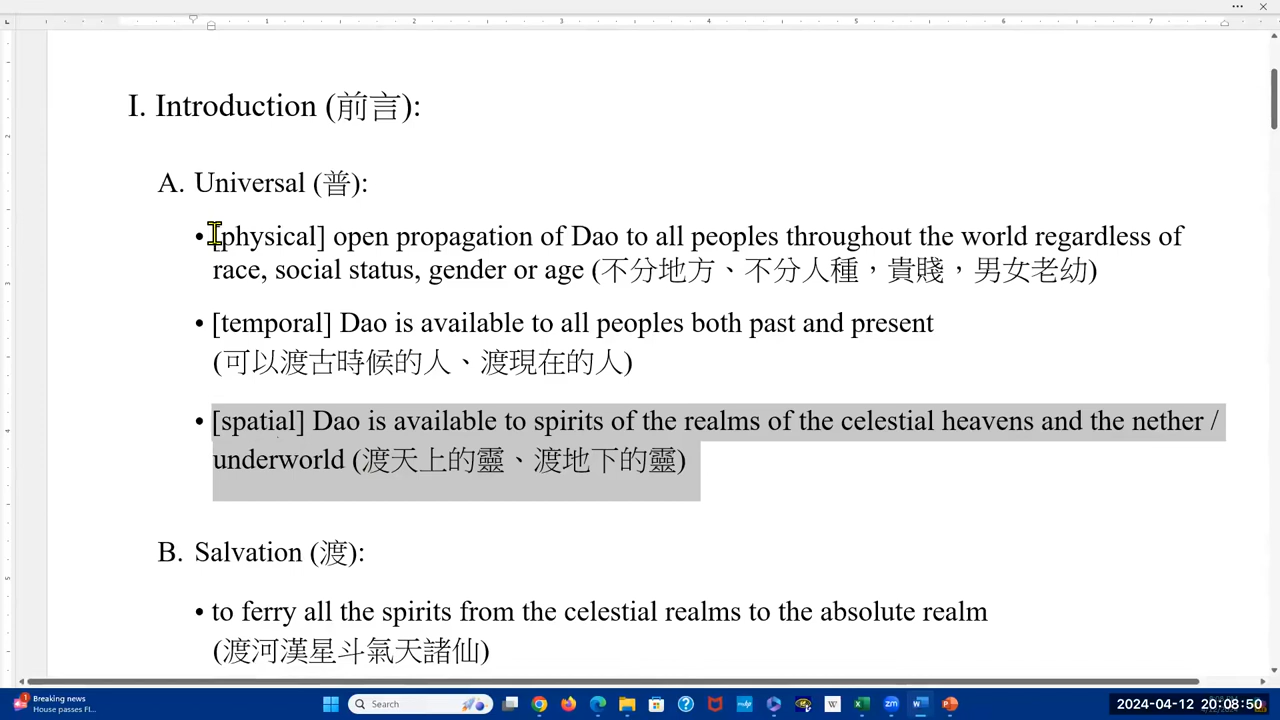 I. Introduction (前言):
A. Universal (普):
• [physical] open propagation of Dao to all peoples throughout the world regardless of
race, social status, gender or age (不分地方、不分人種，貴賤，男女老幼)
• [temporal] Dao is available to all peoples both past and present
(可以渡古時候的人、渡現在的人)
• [spatial] Dao is available to spirits of the realms of the celestial heavens and the nether /
underworld (渡天上的靈、渡地下的靈)
B. Salvation (渡):
• to ferry all the spirits from the celestial realms to the absolute realm
(渡河漢星斗氣天諸仙)
Breaking news
House passes FI...
Search
2024-04-12 20:08:50